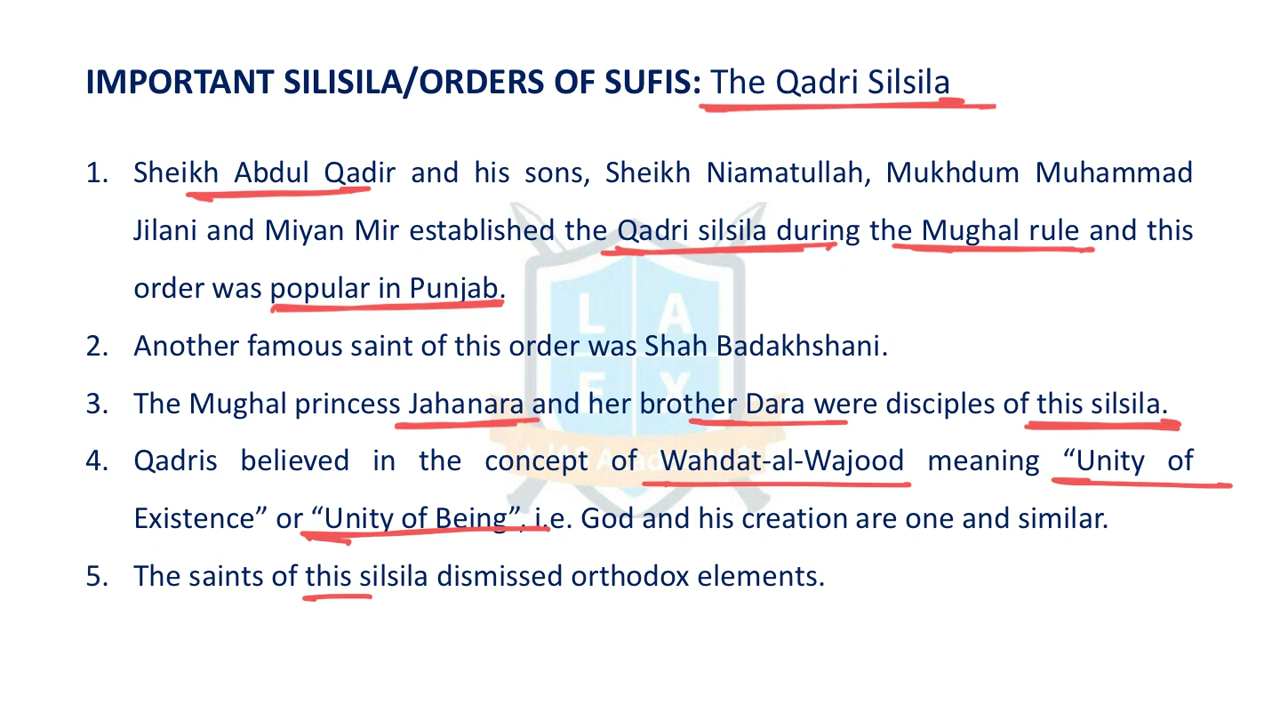 IMPORTANT SILISILA/ORDERS OF SUFIS: The Qadri Silsila
1. Sheikh Abdul Qadir and his sons, Sheikh Niamatullah, Mukhdum Muhammad
Jilani and Miyan Mir established the Qadri silsila during the Mughal rule and this
order was popular in Punjab.
2. Another famous saint of this order was Shah Badakhshani.
3. The Mughal princess Jahanara and her brother Dara were disciples of this silsila.
4. Qadris believed in the concept of Wahdat-al-Wajood meaning “Unity of
Existence” or “Unity of Being”, i.e. God and his creation are one and similar.
5. The saints of this silsila dismissed orthodox elements.
L A
E X